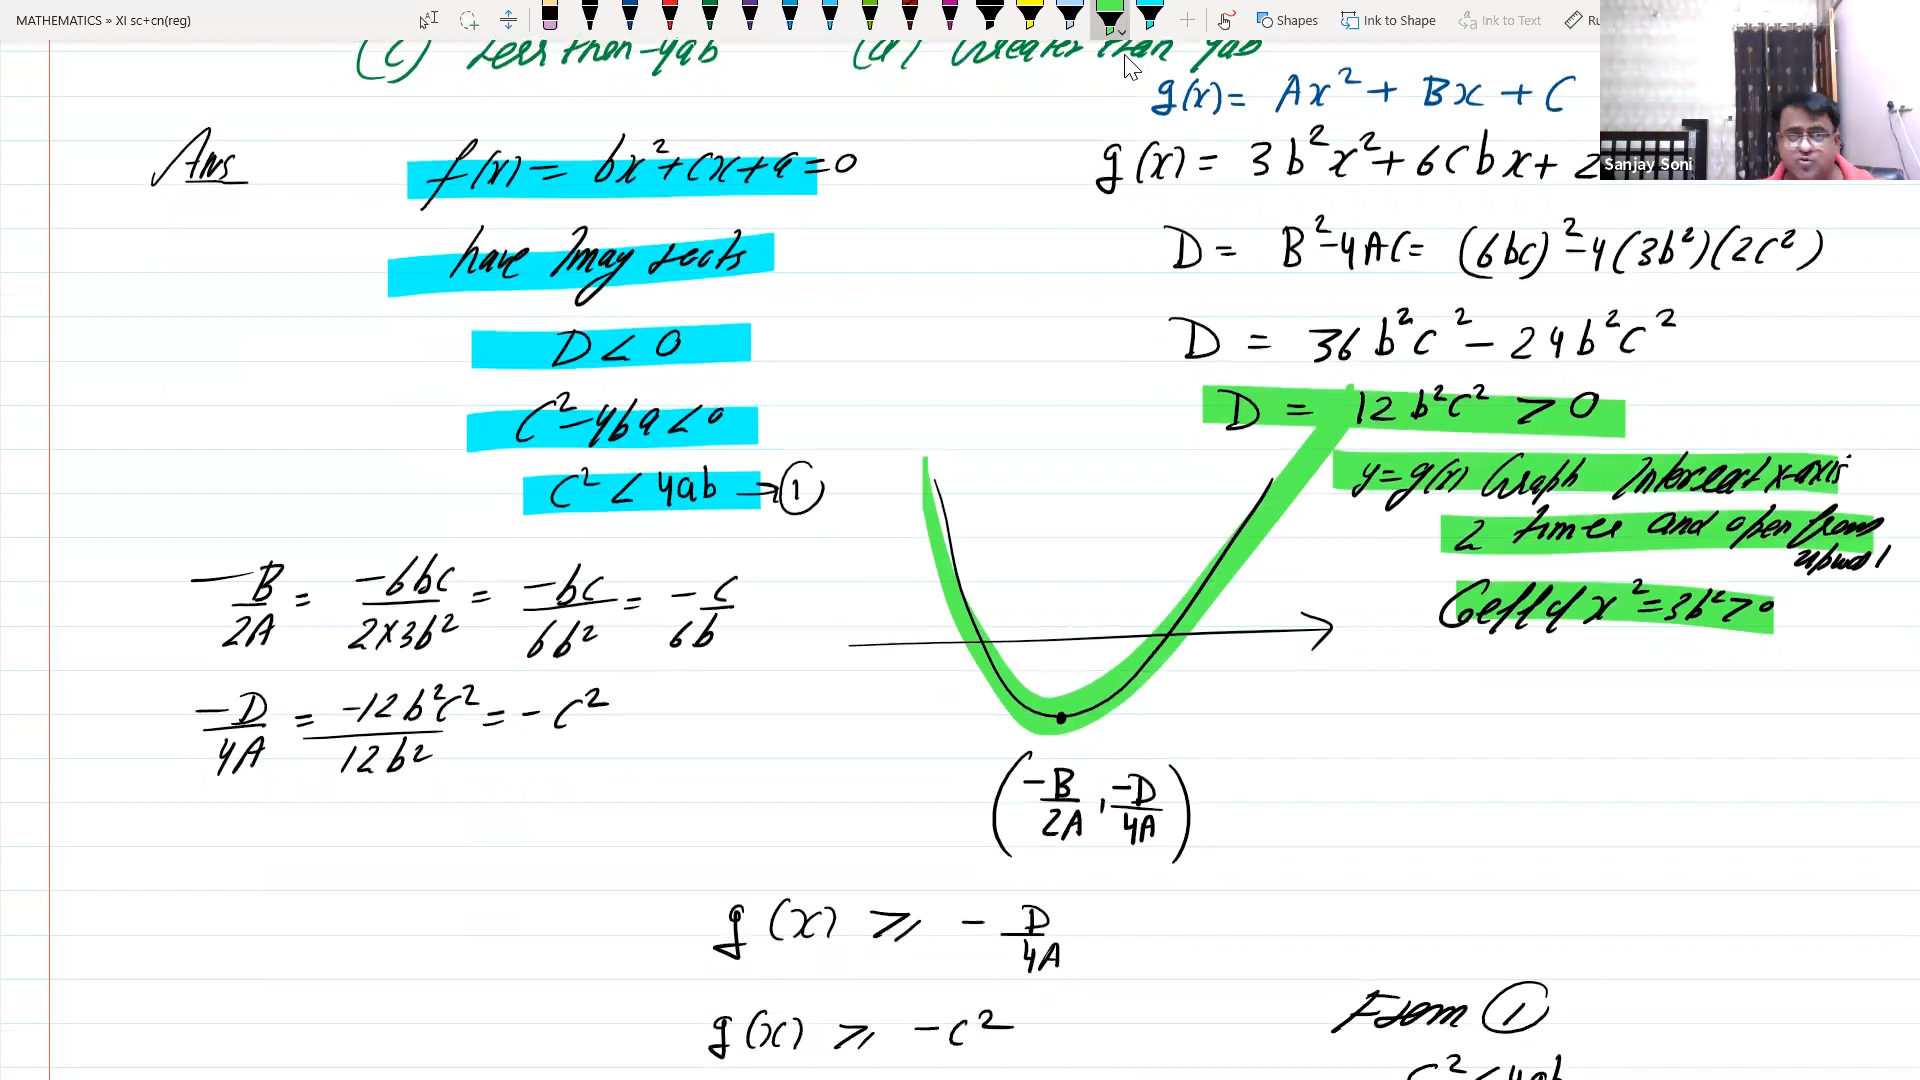 MATHEMATICS » XI sc+cn(reg)
Shapes Ink to Shape Ink to Text Ru
(c) Less than -4ab (d) Greater than 4ab
g(x) = Ax² + Bx + C
Sanjay Soni
Ans f(x) = bx²+cx+a=0
g(x) = 3b²x²+6cbx+2
have Imag roots
D = B²-4AC = (6bc)²-4(3b²)(2c²)
D < 0
D = 36b²c² - 24b²c²
c²-4ba<0
D = 12b²c² > 0
c² < 4ab → ①
y=g(x) Graph Intersect x-axis
2 times and open from
upward
Coeff of x²=3b²>0
-B/2A = -6bc/2×3b² = -bc/6b² = -c/6b
-D/4A = -12b²c²/12b² = -c²
(-B/2A, -D/4A)
g(x) ≥ -D/4A
From ①
g(x) ≥ -c²
c² < 4ab